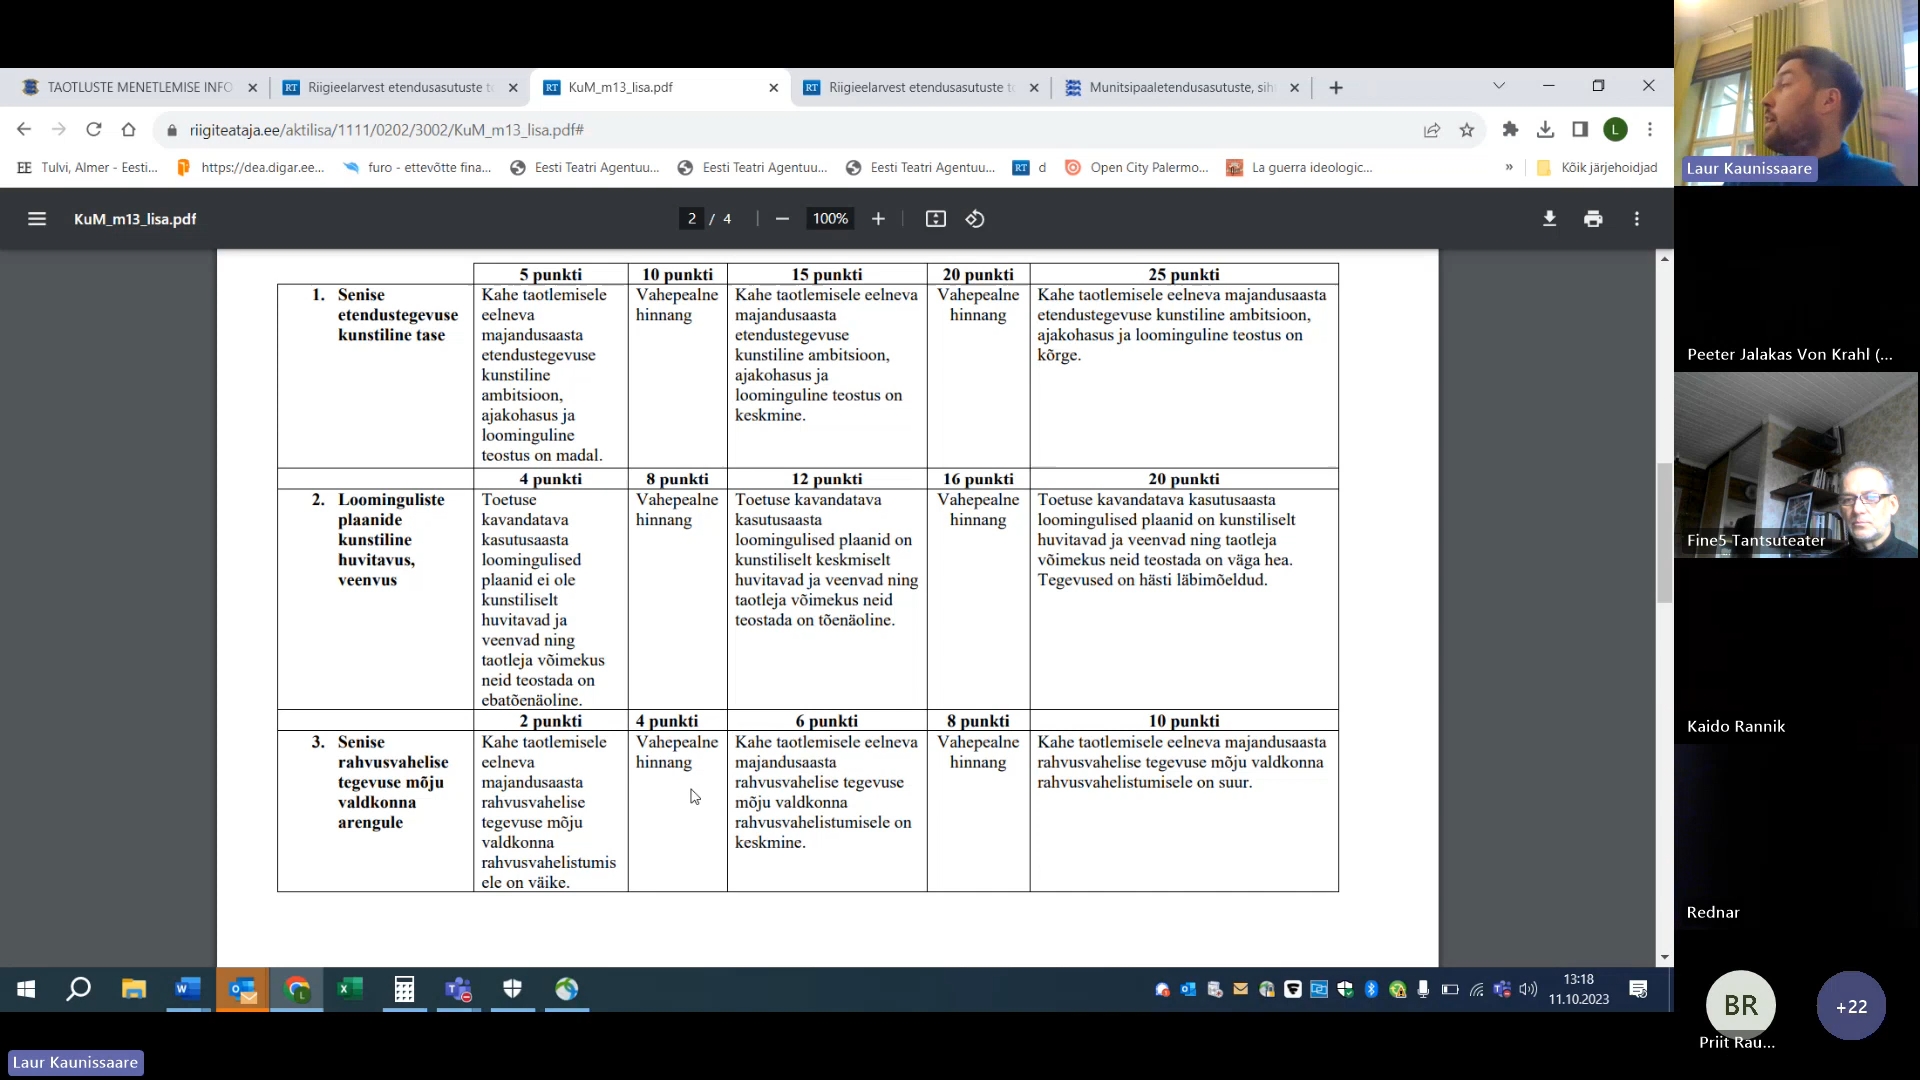 TAOTLUSTE MENETLEMISE INFO
Riigieelarvest etendusasutuste to
KuM_m13_lisa.pdf
Riigieelarvest etendusasutuste to
Munitsipaaletendusasutuste, sih
riigiteataja.ee/aktilisa/1111/0202/3002/KuM_m13_lisa.pdf#
L
EE Tulvi, Almer - Eesti...
https://dea.digar.ee...
furo - ettevõtte fina...
Eesti Teatri Agentuu...
Eesti Teatri Agentuu...
Eesti Teatri Agentuu...
RT d
Open City Palermo...
La guerra ideologic...
»
Kõik järjehoidjad
KuM_m13_lisa.pdf
2 / 4
100%
5 punkti
10 punkti
15 punkti
20 punkti
25 punkti
1. Senise
etendustegevuse
kunstiline tase
Kahe taotlemisele
eelneva
majandusaasta
etendustegevuse
kunstiline
ambitsioon,
ajakohasus ja
loominguline
teostus on madal.
Vahepealne
hinnang
Kahe taotlemisele eelneva
majandusaasta
etendustegevuse
kunstiline ambitsioon,
ajakohasus ja
loominguline teostus on
keskmine.
Vahepealne
hinnang
Kahe taotlemisele eelneva majandusaasta
etendustegevuse kunstiline ambitsioon,
ajakohasus ja loominguline teostus on
kõrge.
4 punkti
8 punkti
12 punkti
16 punkti
20 punkti
2. Loominguliste
plaanide
kunstiline
huvitavus,
veenvus
Toetuse
kavandatava
kasutusaasta
loomingulised
plaanid ei ole
kunstiliselt
huvitavad ja
veenvad ning
taotleja võimekus
neid teostada on
ebatõenäoline.
Vahepealne
hinnang
Toetuse kavandatava
kasutusaasta
loomingulised plaanid on
kunstiliselt keskmiselt
huvitavad ja veenvad ning
taotleja võimekus neid
teostada on tõenäoline.
Vahepealne
hinnang
Toetuse kavandatava kasutusaasta
loomingulised plaanid on kunstiliselt
huvitavad ja veenvad ning taotleja
võimekus neid teostada on väga hea.
Tegevused on hästi läbimõeldud.
2 punkti
4 punkti
6 punkti
8 punkti
10 punkti
3. Senise
rahvusvahelise
tegevuse mõju
valdkonna
arengule
Kahe taotlemisele
eelneva
majandusaasta
rahvusvahelise
tegevuse mõju
valdkonna
rahvusvahelistumis
ele on väike.
Vahepealne
hinnang
Kahe taotlemisele eelneva
majandusaasta
rahvusvahelise tegevuse
mõju valdkonna
rahvusvahelistumisele on
keskmine.
Vahepealne
hinnang
Kahe taotlemisele eelneva majandusaasta
rahvusvahelise tegevuse mõju valdkonna
rahvusvahelistumisele on suur.
13:18
11.10.2023
Laur Kaunissaare
Laur Kaunissaare
Peeter Jalakas Von Krahl (...
Fine5 Tantsuteater
Kaido Rannik
Rednar
BR
Priit Rau...
+22